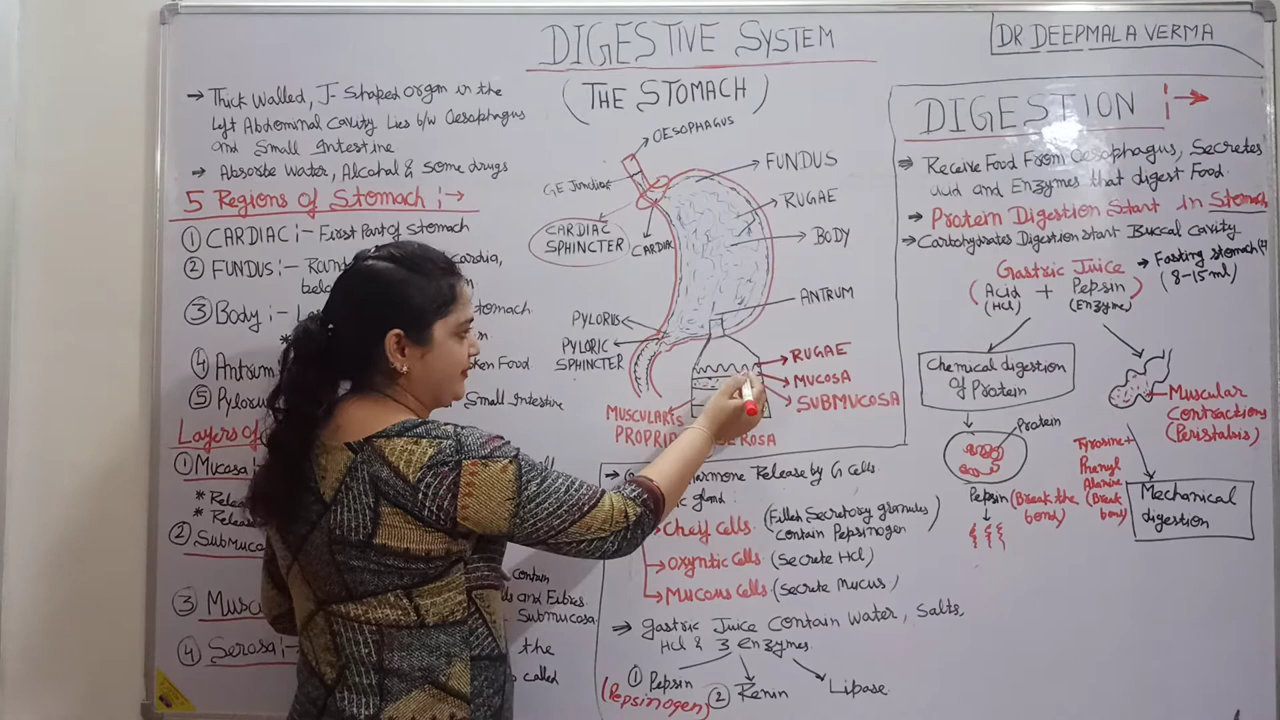 DIGESTIVE SYSTEM
(THE STOMACH)
DR DEEPMALA VERMA
→ Thick Walled, J- Shaped organ in the
left Abdominal cavity Lies b/w Oesophagus
and Small Intestine
→ Absorbe Water, Alcohal & some drugs
5 Regions of Stomach :→
① CARDIAC :- First Part of Stomach
② FUNDUS :- cardia,
③ Body :- stomach
④ Antrum Food
⑤ Pyloru Small Intestine
Layers of
① Mucosa
* Relea
* Release
② Submuco
contain
and Fibres
Submucosa
③ Musc
④ Serosa :- the
called
OESOPHAGUS
GE Junction
CARDIAC
SPHINCTER
CARDIA
FUNDUS
RUGAE
BODY
ANTRUM
PYLORUS
PYLORIC
SPHINCTER
RUGAE
MUCOSA
SUBMUCOSA
MUSCULARIS
PROPRIA
SEROSA
Hormone Release by G Cells
gland
Cheif Cells (Filled Secretory granules
contain Pepsinogen)
Oxyntic Cells (Secrete Hcl)
Mucous Cells (Secrete Mucus)
⇒ Gastric Juice Contain Water, Salts,
Hcl & 3 enzymes
① Pepsin
(Pepsinogen)
② Renin
Lipase
DIGESTION :→
⇒ Receive Food From Oesophagus, Secretes
acid and Enzymes that digest Food
→ Protein Digestion Start in Stomach
→ Carbohydrates Digestion start Buccal Cavity
Gastric Juice
(Acid + Pepsin)
(Hcl) (Enzyme)
→ Fasting stomach
(8-15 ml)
Chemical digestion
Of Protein
Protein
Pepsin (Break the
bond)
Muscular
Contractions
(Peristalsis)
Tyrosine+
Phenyl
Alanine
(Break
bond)
Mechanical
digestion